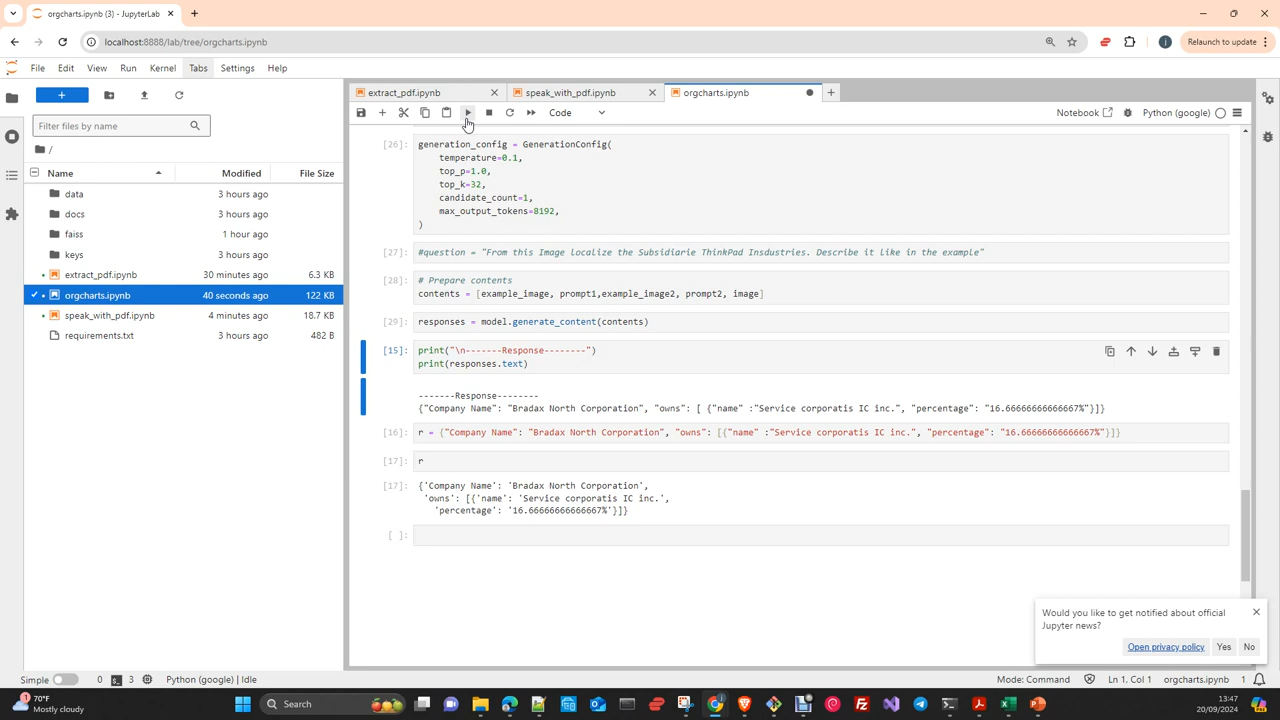 orgcharts.ipynb (3) - JupyterLab
localhost:8888/lab/tree/orgcharts.ipynb
Relaunch to update
File Edit View Run Kernel Tabs Settings Help
extract_pdf.ipynb
speak_with_pdf.ipynb
orgcharts.ipynb
Code
Notebook
Python (google)
Filter files by name
/
Name Modified File Size
data 3 hours ago
docs 3 hours ago
faiss 1 hour ago
keys 3 hours ago
extract_pdf.ipynb 30 minutes ago 6.3 KB
orgcharts.ipynb 40 seconds ago 122 KB
speak_with_pdf.ipynb 4 minutes ago 18.7 KB
requirements.txt 3 hours ago 482 B
[26]: generation_config = GenerationConfig(
temperature=0.1,
top_p=1.0,
top_k=32,
candidate_count=1,
max_output_tokens=8192,
)
[27]: #question = "From this Image localize the Subsidiarie ThinkPad Insdustries. Describe it like in the example"
[28]: # Prepare contents
contents = [example_image, prompt1,example_image2, prompt2, image]
[29]: responses = model.generate_content(contents)
[15]: print("\n-------Response--------")
print(responses.text)
-------Response--------
{"Company Name": "Bradax North Corporation", "owns": [ {"name" :"Service corporatis IC inc.", "percentage": "16.66666666666667%"}]}
[16]: r = {"Company Name": "Bradax North Corporation", "owns": [{"name" :"Service corporatis IC inc.", "percentage": "16.66666666666667%"}]}
[17]: r
[17]: {'Company Name': 'Bradax North Corporation',
'owns': [{'name': 'Service corporatis IC inc.',
'percentage': '16.66666666666667%'}]}
[ ]:
Would you like to get notified about official
Jupyter news?
Open privacy policy Yes No
Simple 0 3 Python (google) | Idle
Mode: Command Ln 1, Col 1 orgcharts.ipynb 1
70°F
Mostly cloudy
Search
13:47
20/09/2024